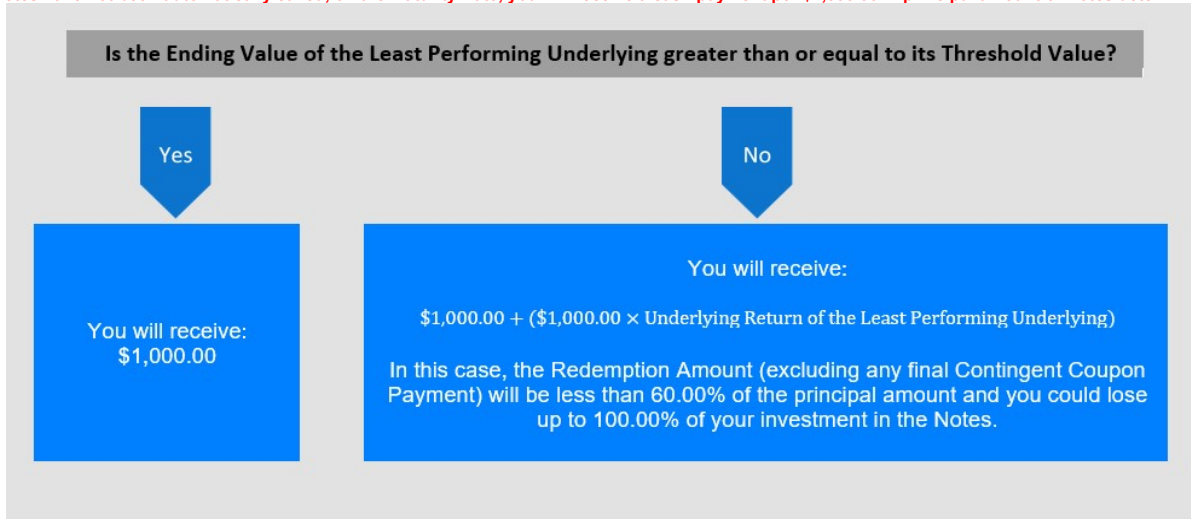 Is the Ending Value of the Least Performing Underlying greater than or equal to its Threshold Value?
Yes
No
You will receive:
$1,000.00
You will receive:
$1,000.00 + ($1,000.00 × Underlying Return of the Least Performing Underlying)
In this case, the Redemption Amount (excluding any final Contingent Coupon
Payment) will be less than 60.00% of the principal amount and you could lose
up to 100.00% of your investment in the Notes.